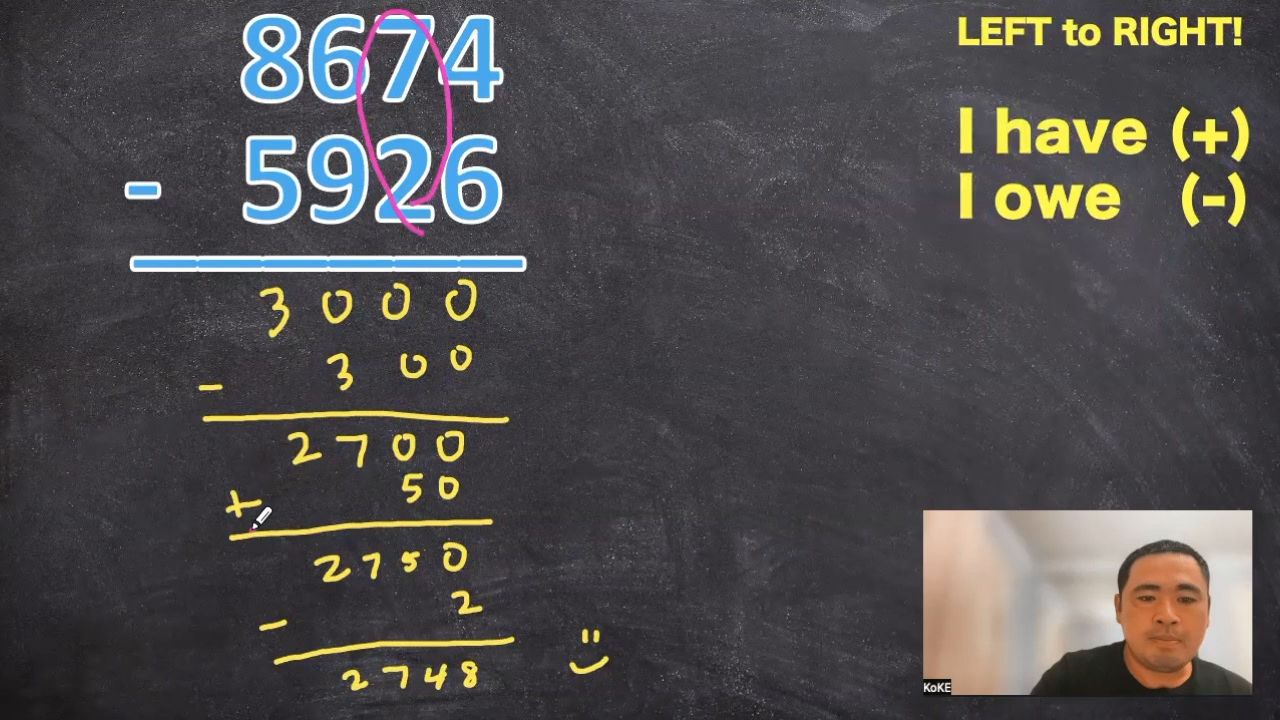 8674
- 5926
3000
- 300
2700
+ 50
2750
- 2
2748
LEFT to RIGHT!
I have (+)
I owe (-)
KoKE